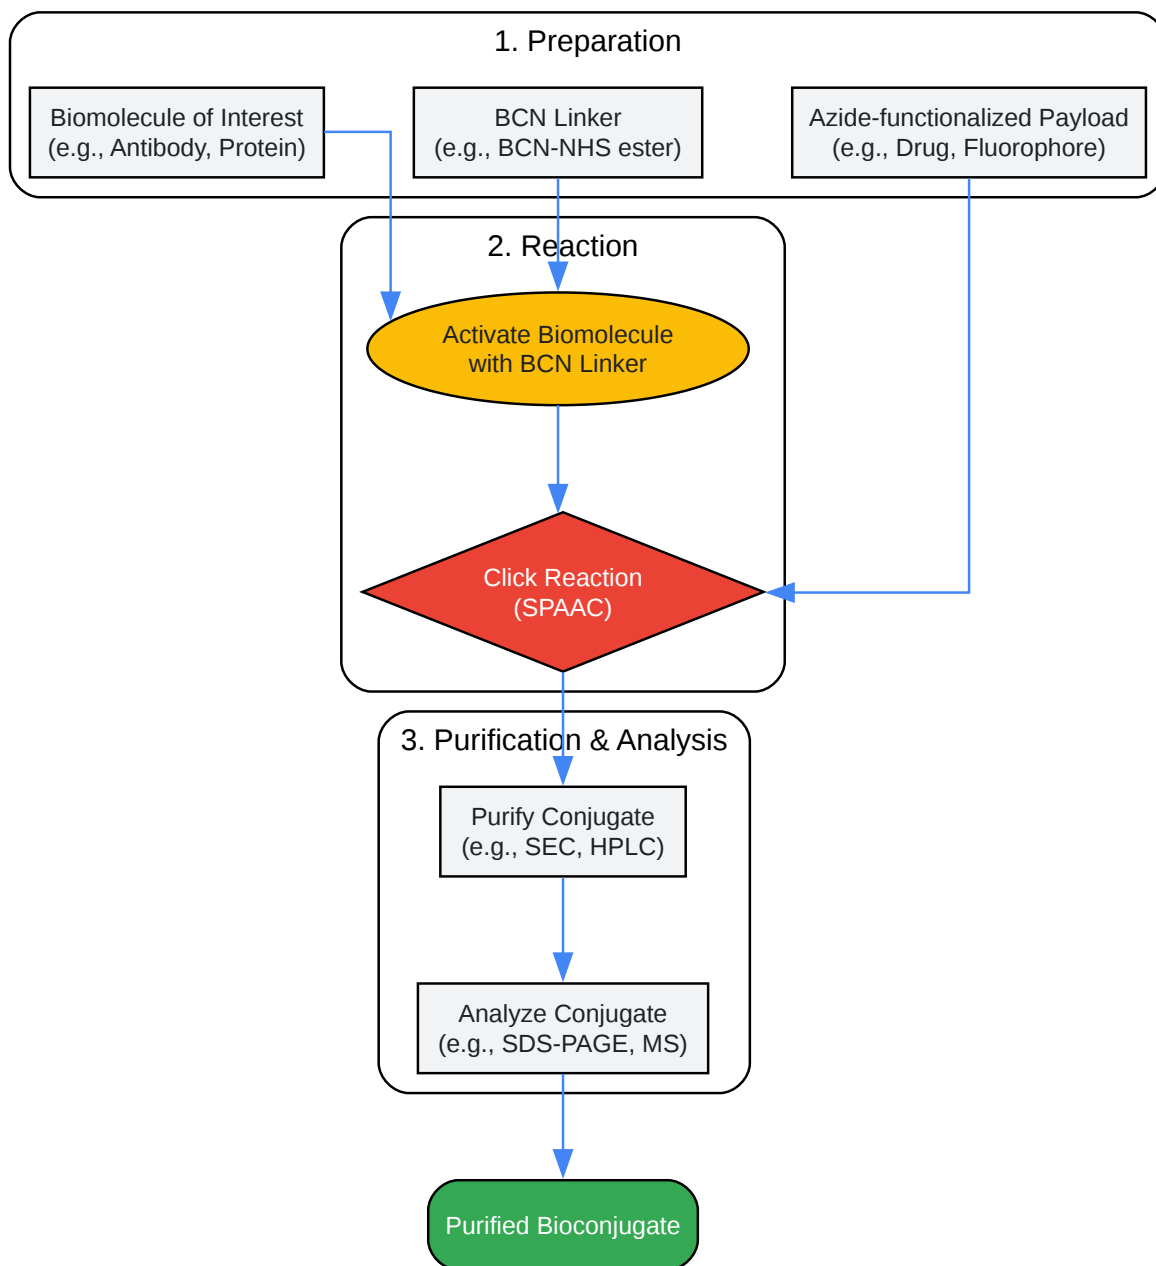 1. Preparation
Biomolecule of Interest
(e.g., Antibody, Protein)
BCN Linker
(e.g., BCN-NHS ester)
Azide-functionalized Payload
(e.g., Drug, Fluorophore)
2. Reaction
Activate Biomolecule
with BCN Linker
Click Reaction
(SPAAC)
3. Purification & Analysis
Purify Conjugate
(e.g., SEC, HPLC)
Analyze Conjugate
(e.g., SDS-PAGE, MS)
Purified Bioconjugate